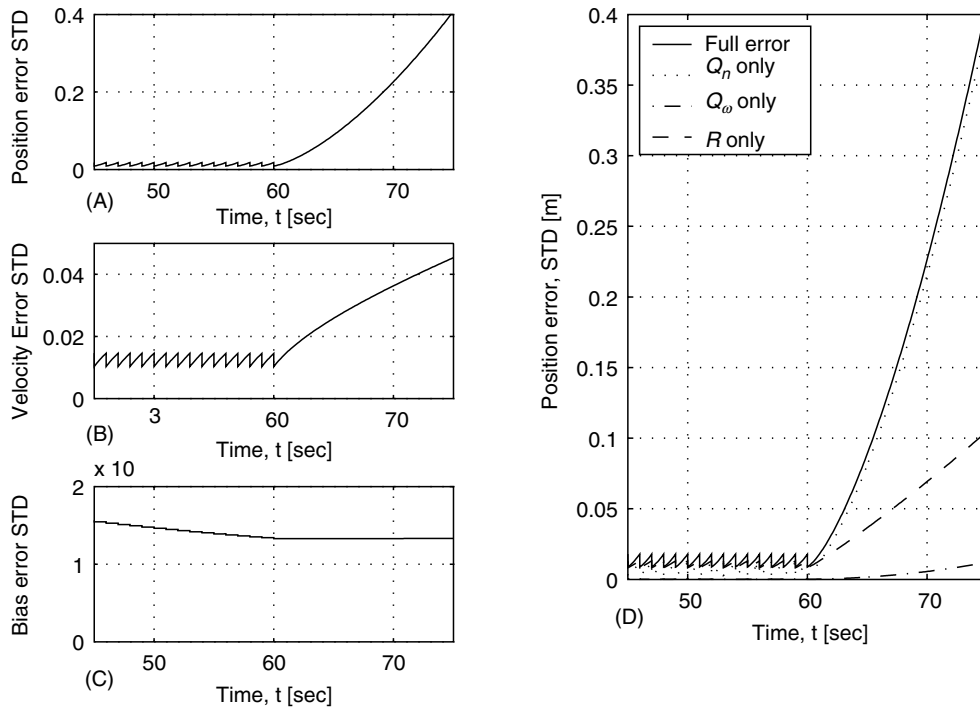 Position error STD
0.4
0.2
0
50
60
70
(A)
Time, t [sec]
Velocity Error STD
0.04
0.02
0
3
60
70
(B)
Time, t [sec]
x 10
Bias error STD
2
1
0
50
60
70
(C)
Time, t [sec]
Position error, STD [m]
0.4
0.35
0.3
0.25
0.2
0.15
0.1
0.05
0
Full error
Qn only
Qω only
R only
50
60
70
(D)
Time, t [sec]